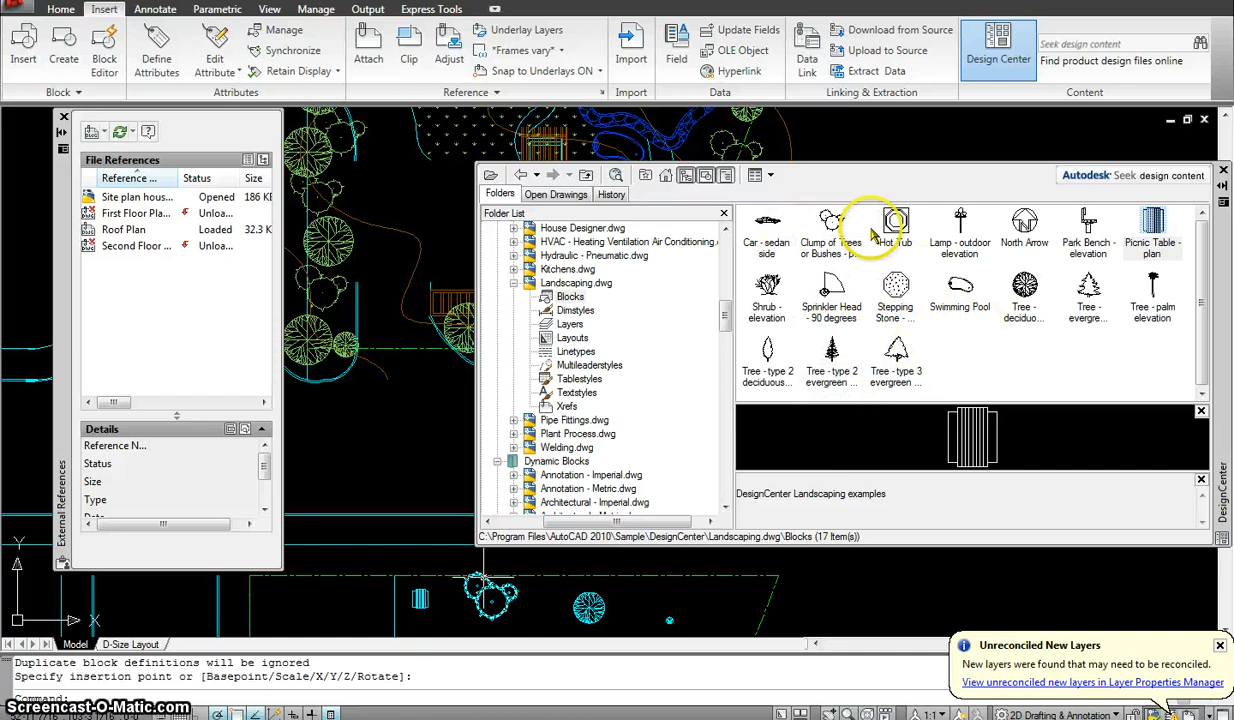 Home Insert Annotate Parametric View Manage Output Express Tools
Insert Create Block Editor
Block
Define Attributes
Edit Attribute
Manage
Synchronize
Retain Display
Attributes
Attach Clip Adjust
Underlying Layers
*Frames vary*
Snap to Underlays ON
Reference
Import
Import
Field
Update Fields
OLE Object
Hyperlink
Data
Data Link
Download from Source
Upload to Source
Extract Data
Linking & Extraction
Design Center
Seek design content
Find product design files online
Content
File References
Reference ... Status Size
Site plan hous... Opened 186 KB
First Floor Pla... Unloa...
Roof Plan Loaded 32.3 K
Second Floor ... Unloa...
Details
Reference N...
Status
Size
Type
External References
Autodesk Seek design content
Folders Open Drawings History
Folder List
House Designer.dwg
HVAC - Heating Ventilation Air Conditioning.
Hydraulic - Pneumatic.dwg
Kitchens.dwg
Landscaping.dwg
Blocks
Dimstyles
Layers
Layouts
Linetypes
Multileaderstyles
Tablestyles
Textstyles
Xrefs
Pipe Fittings.dwg
Plant Process.dwg
Welding.dwg
Dynamic Blocks
Annotation - Imperial.dwg
Annotation - Metric.dwg
Architectural - Imperial.dwg
Car - sedan side
Clump of Trees or Bushes - p...
Hot Tub
Lamp - outdoor elevation
North Arrow
Park Bench - elevation
Picnic Table - plan
Shrub - elevation
Sprinkler Head - 90 degrees
Stepping Stone - ...
Swimming Pool
Tree - deciduo...
Tree - evergre...
Tree - palm elevation
Tree - type 2 deciduous...
Tree - type 2 evergreen ...
Tree - type 3 evergreen ...
DesignCenter Landscaping examples
C:\Program Files\AutoCAD 2010\Sample\DesignCenter\Landscaping.dwg\Blocks (17 Item(s))
DesignCenter
Y
X
Model D-Size Layout
Duplicate block definitions will be ignored
Specify insertion point or [Basepoint/Scale/X/Y/Z/Rotate]:
Command:
Unreconciled New Layers
New layers were found that may need to be reconciled.
View unreconciled new layers in Layer Properties Manager
Screencast-O-Matic.com
1:1
2D Drafting & Annotation